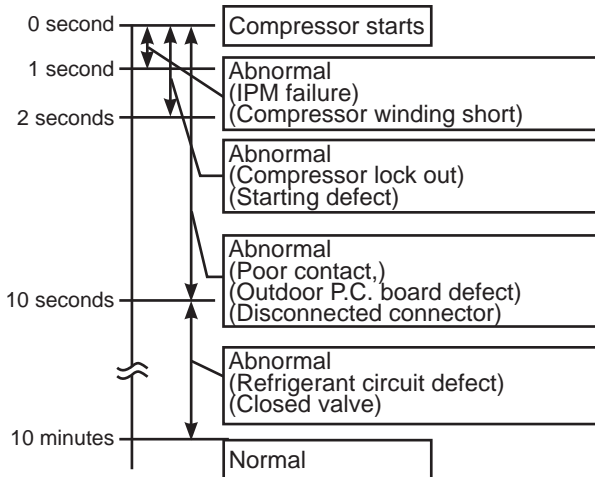 0 second
Compressor starts
1 second
Abnormal
(IPM failure)
(Compressor winding short)
2 seconds
Abnormal
(Compressor lock out)
(Starting defect)
Abnormal
(Poor contact,)
(Outdoor P.C. board defect)
(Disconnected connector)
10 seconds
Abnormal
(Refrigerant circuit defect)
(Closed valve)
10 minutes
Normal